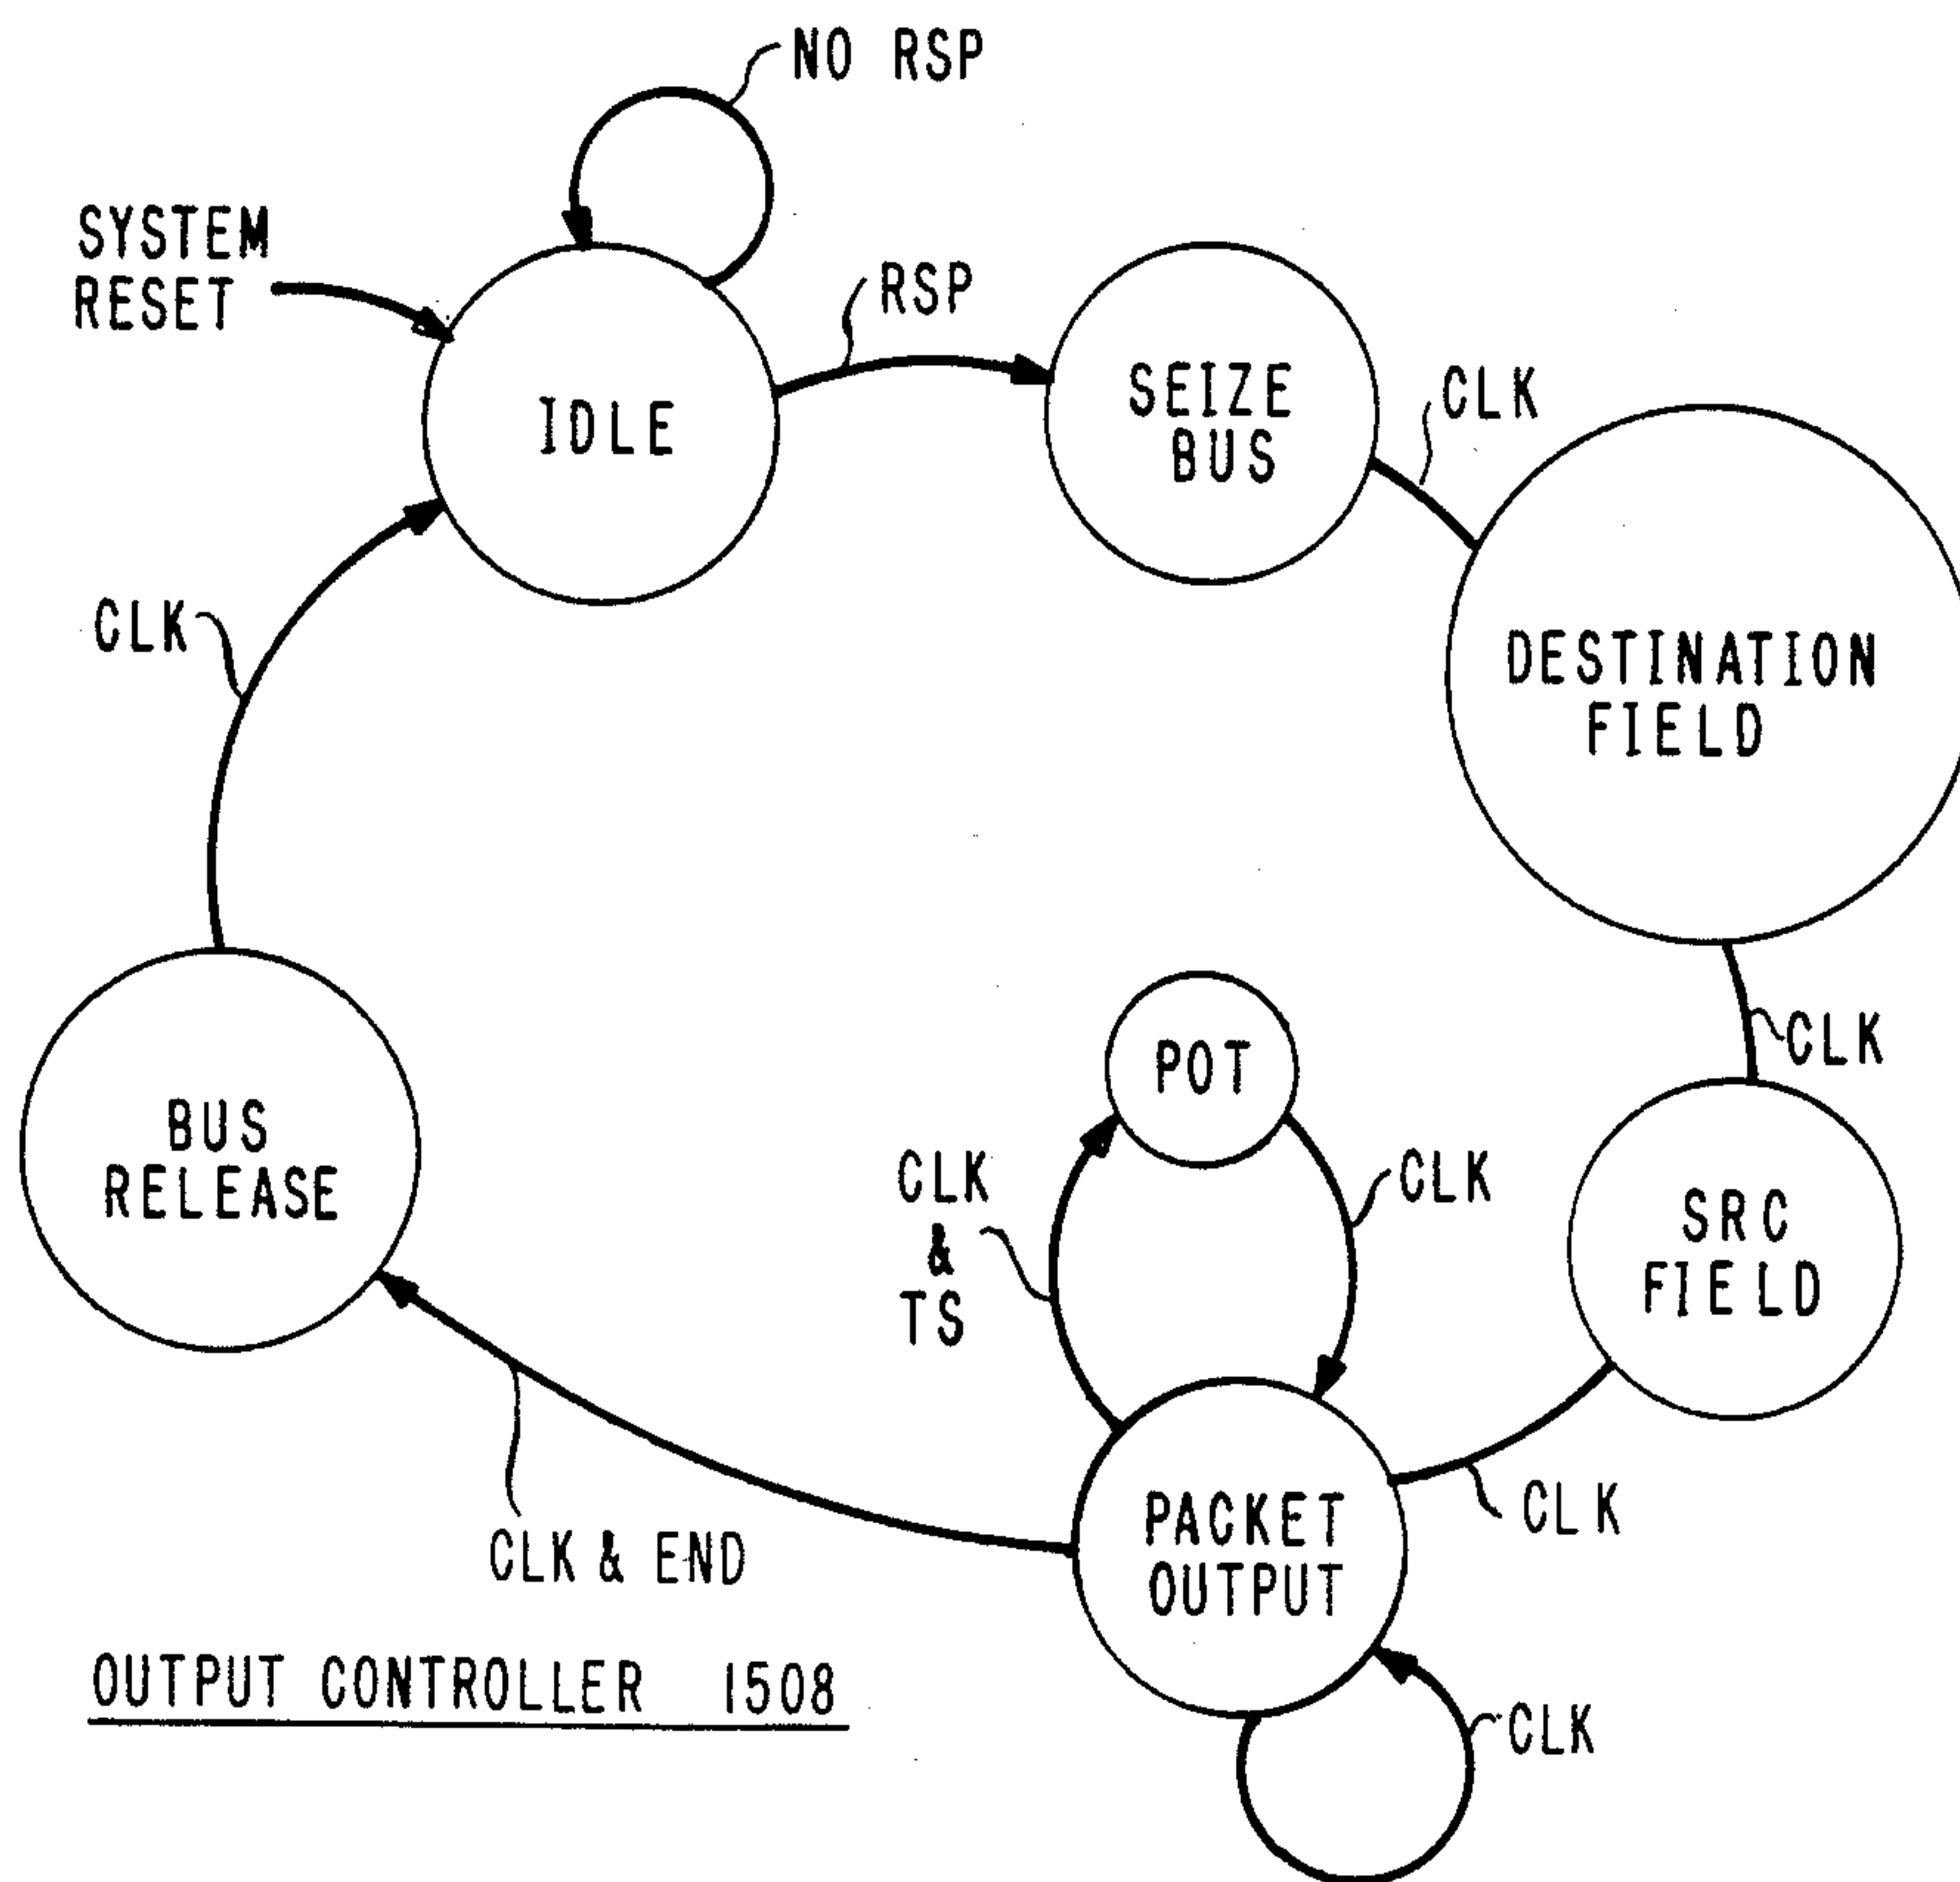 NO RSP
SYSTEM
RESET
RSP
IDLE
SEIZE
BUS
CLK
DESTINATION
FIELD
CLK
CLK
POT
BUS
RELEASE
CLK
&
TS
CLK
SRC
FIELD
PACKET
OUTPUT
CLK
CLK & END
OUTPUT CONTROLLER 1508
CLK